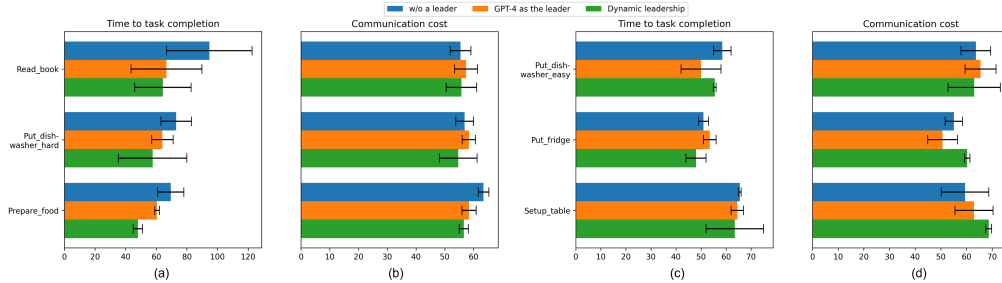 w/o a leader GPT-4 as the leader Dynamic leadership
Time to task completion Communication cost Time to task completion Communication cost
Read_book
Put_dish-
washer_hard
Prepare_food
Put_dish-
washer_easy
Put_fridge
Setup_table
0 20 40 60 80 100 120
0 10 20 30 40 50 60
0 10 20 30 40 50 60 70
0 10 20 30 40 50 60 70
(a) (b) (c) (d)